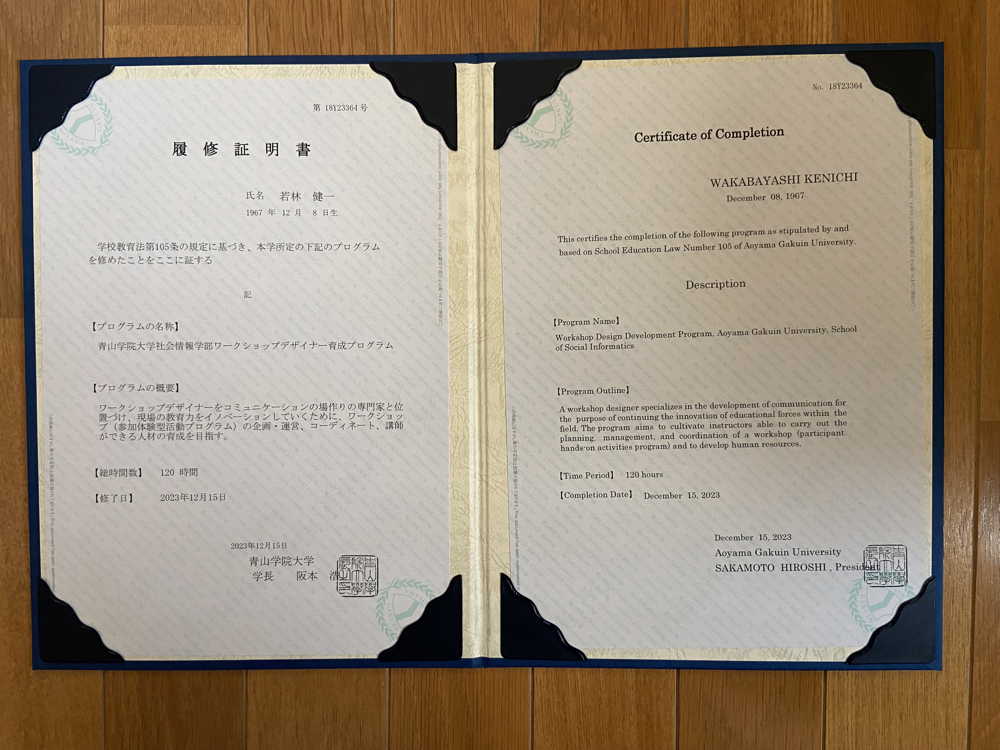 第 18Y23364 号
履修証明書
氏名 若林 健一
1967 年 12 月 8 日生
学校教育法第105条の規定に基づき、本学所定の下記のプログラム
を修めたことをここに証する
記
【プログラムの名称】
青山学院大学社会情報学部ワークショップデザイナー育成プログラム
【プログラムの概要】
ワークショップデザイナーをコミュニケーションの場作りの専門家と位
置づけ、現場の教育力をイノベーションしていくために、ワークショッ
プ（参加体験型活動プログラム）の企画・運営、コーディネート、講師
ができる人材の育成を目指す。
【総時間数】 120 時間
【修了日】 2023年12月15日
2023年12月15日
青山学院大学
学長 阪本 浩
No. 18Y23364
Certificate of Completion
WAKABAYASHI KENICHI
December 08, 1967
This certifies the completion of the following program as stipulated by and
based on School Education Law Number 105 of Aoyama Gakuin University.
Description
【Program Name】
Workshop Design Development Program, Aoyama Gakuin University, School
of Social Informatics
【Program Outline】
A workshop designer specializes in the development of communication for
the purpose of continuing the innovation of educational forces within the
field. The program aims to cultivate instructors able to carry out the
planning, management, and coordination of a workshop (participant
hands-on activities program) and to develop human resources.
【Time Period】 120 hours
【Completion Date】 December 15, 2023
December 15, 2023
Aoyama Gakuin University
SAKAMOTO HIROSHI, President